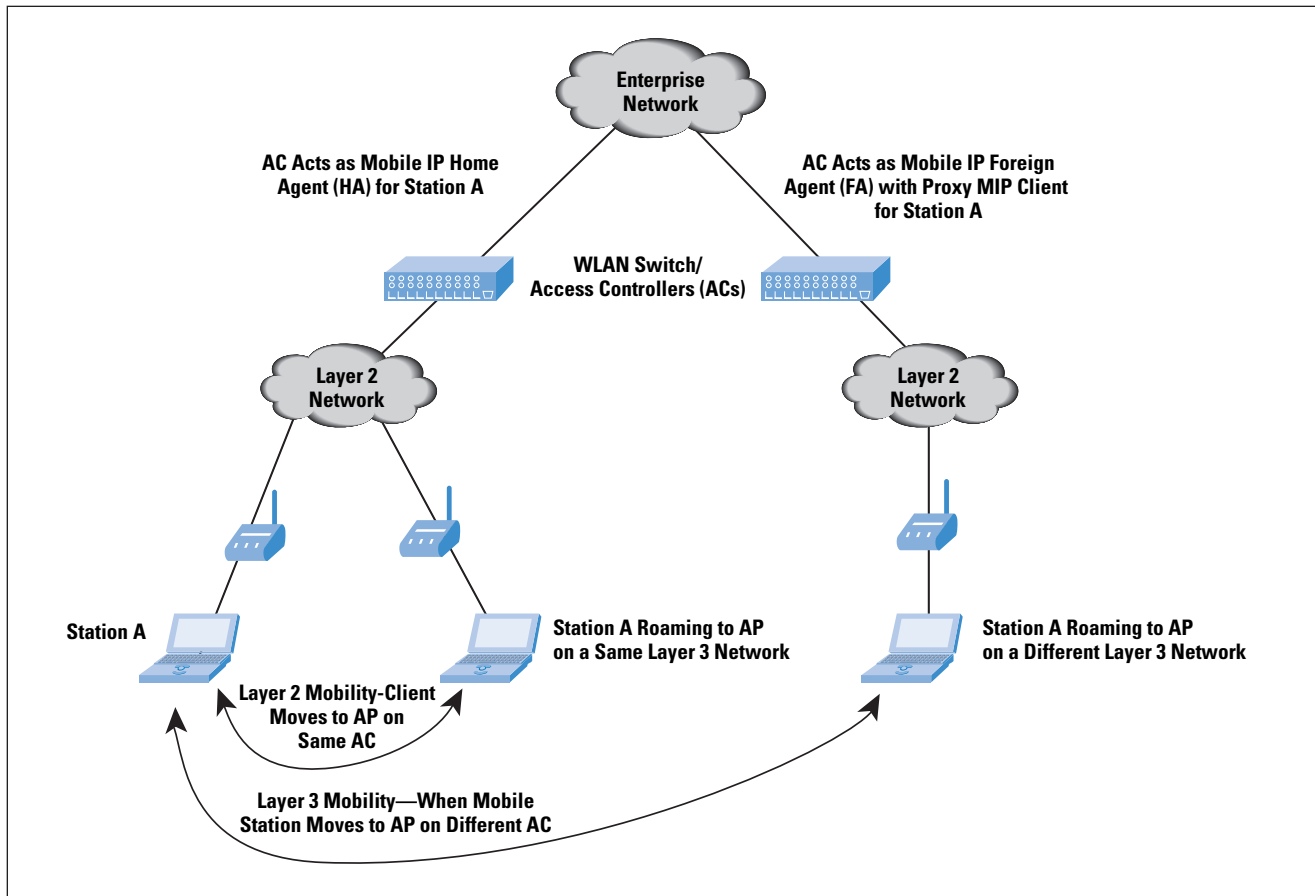 Enterprise
Network
AC Acts as Mobile IP Home
Agent (HA) for Station A
AC Acts as Mobile IP Foreign
Agent (FA) with Proxy MIP Client
for Station A
WLAN Switch/
Access Controllers (ACs)
Layer 2
Network
Layer 2
Network
Station A
Station A Roaming to AP
on a Same Layer 3 Network
Station A Roaming to AP
on a Different Layer 3 Network
Layer 2 Mobility-Client
Moves to AP on
Same AC
Layer 3 Mobility—When Mobile
Station Moves to AP on Different AC